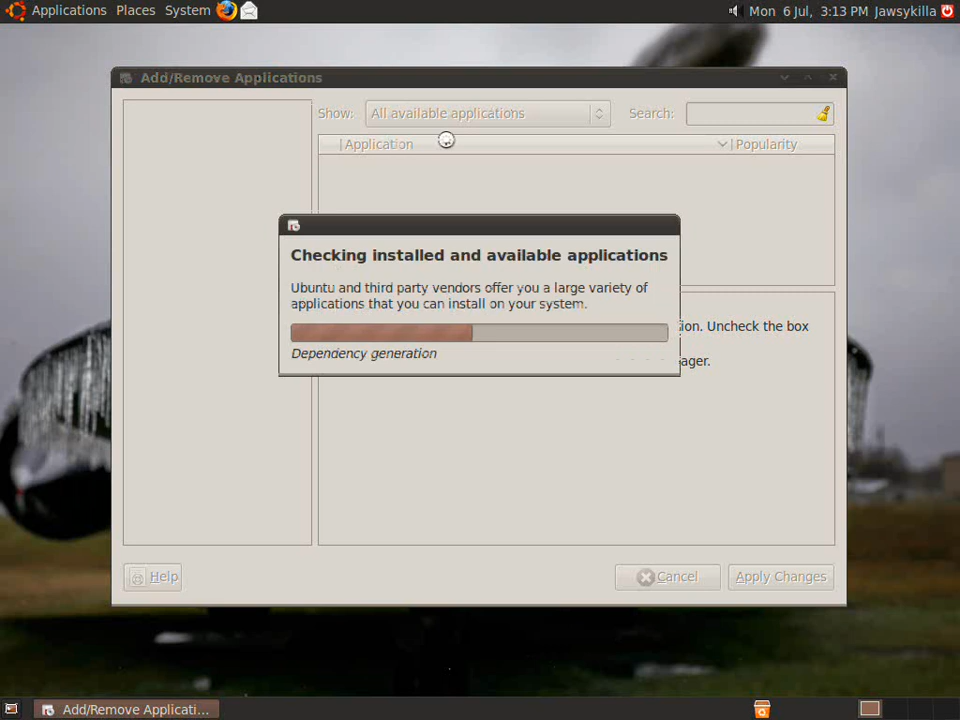 Applications Places System Mon 6 Jul, 3:13 PM Jawsykilla
Add/Remove Applications
Show: All available applications Search:
Application Popularity
Checking installed and available applications
Ubuntu and third party vendors offer you a large variety of
applications that you can install on your system.
ion. Uncheck the box
Dependency generation
ager.
Help Cancel Apply Changes
Add/Remove Applicati...